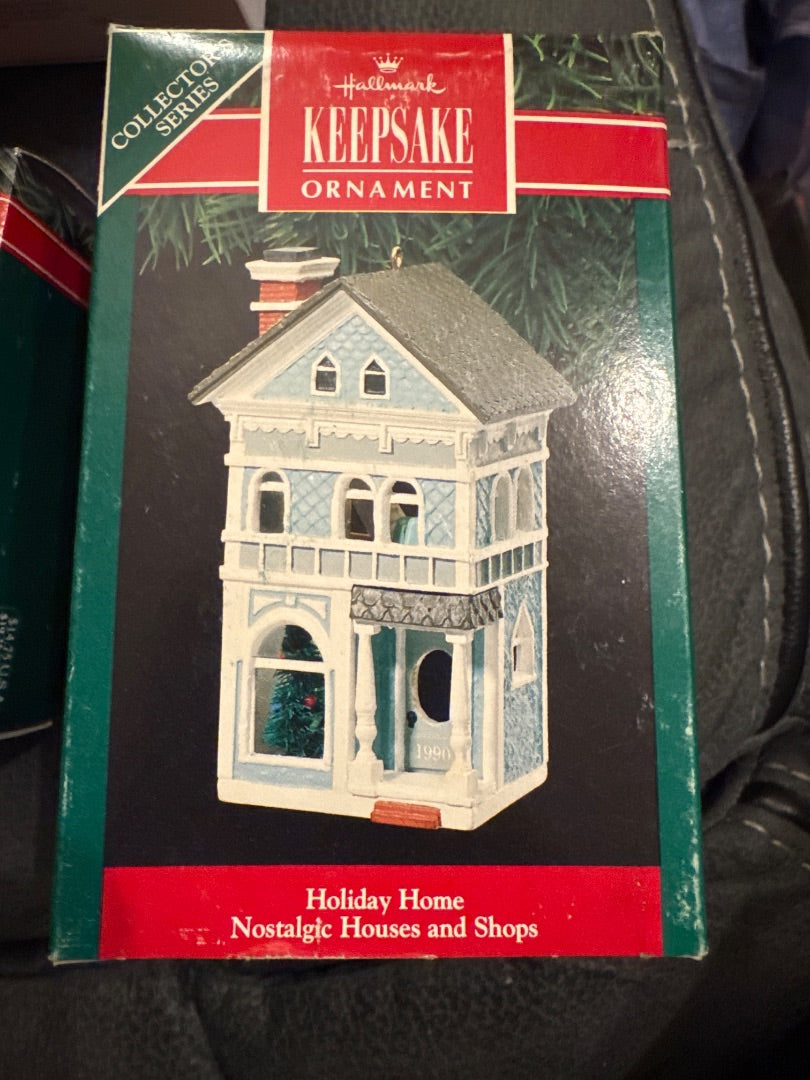 COLLECTOR'S
SERIES
Hallmark
KEEPSAKE
ORNAMENT
1990
Holiday Home
Nostalgic Houses and Shops